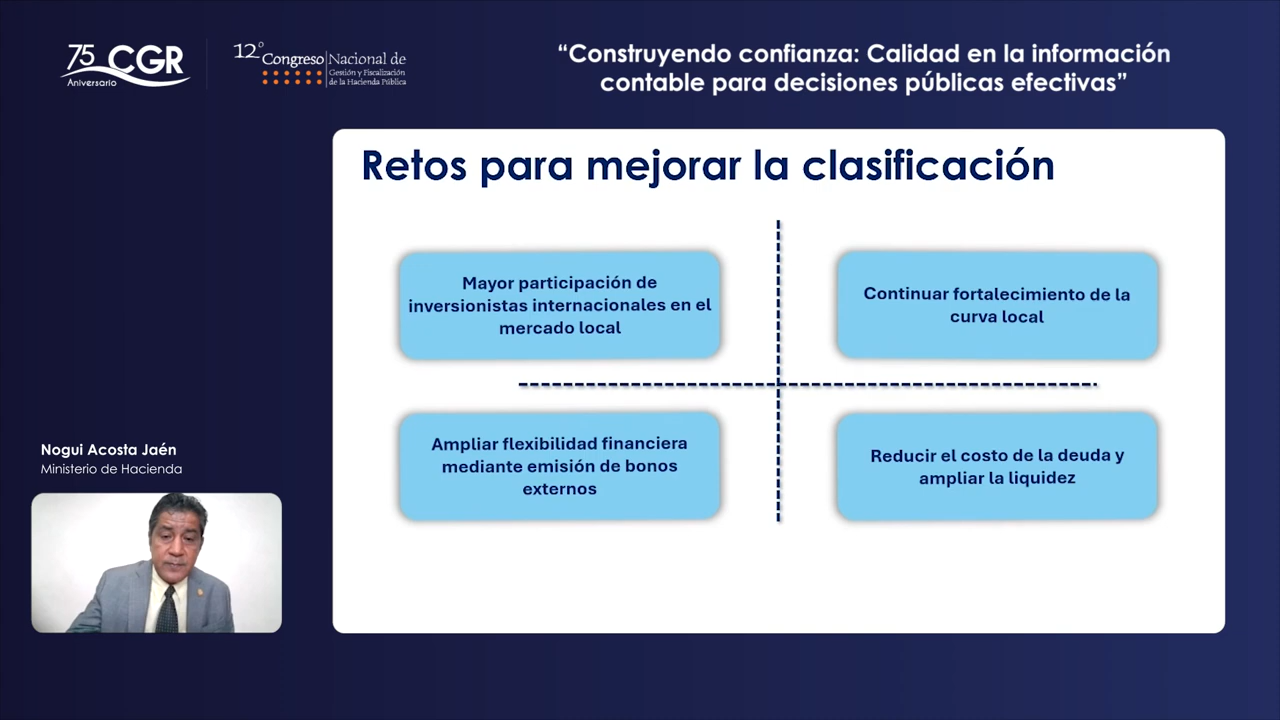 75 CGR
Aniversario
12° Congreso Nacional de
Gestión y Fiscalización
de la Hacienda Pública
“Construyendo confianza: Calidad en la información
contable para decisiones públicas efectivas”
Retos para mejorar la clasificación
Mayor participación de
inversionistas internacionales en el
mercado local
Continuar fortalecimiento de la
curva local
Ampliar flexibilidad financiera
mediante emisión de bonos
externos
Reducir el costo de la deuda y
ampliar la liquidez
Nogui Acosta Jaén
Ministerio de Hacienda